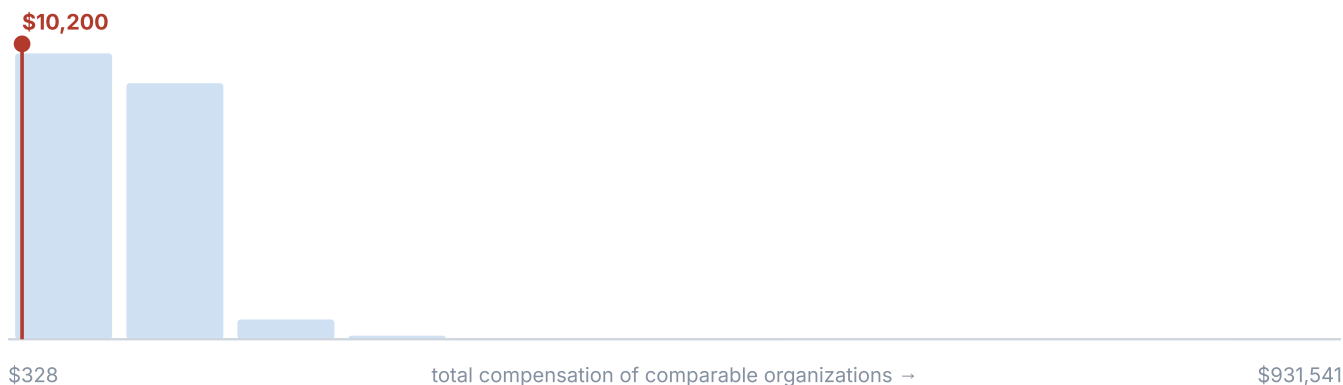 $10,200
$328
total compensation of comparable organizations →
$931,541